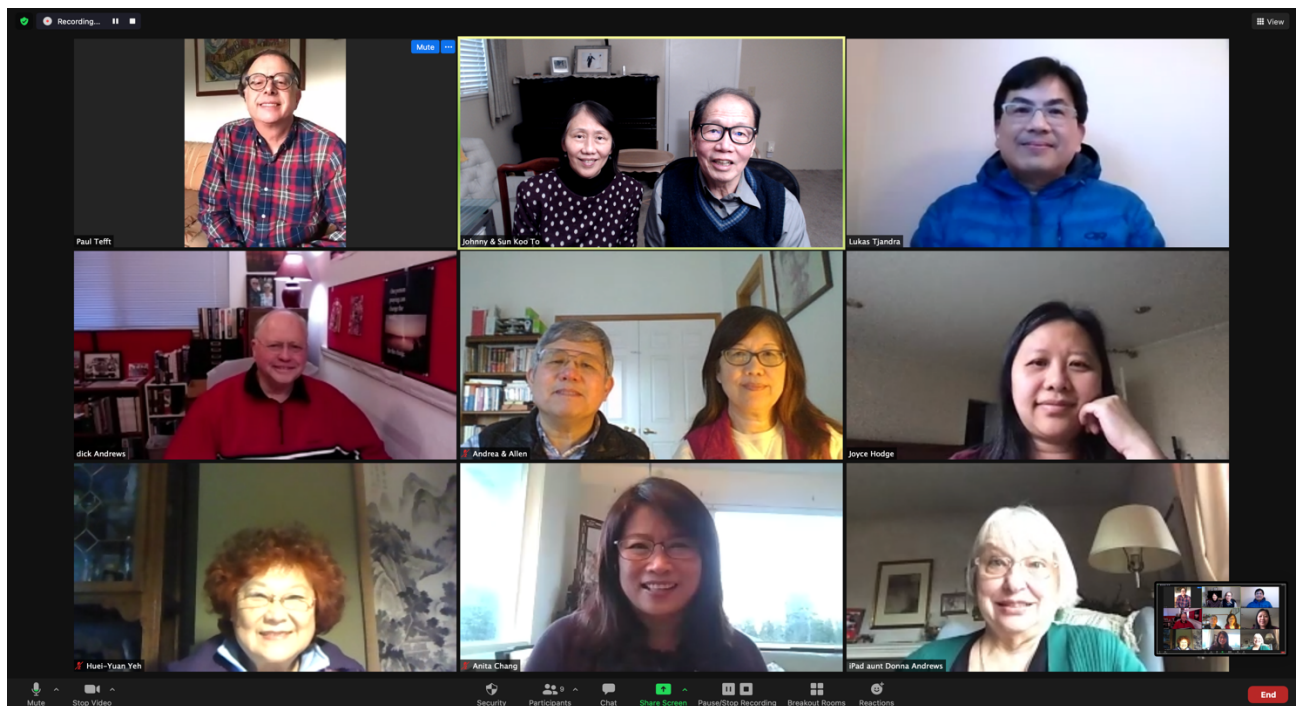 Recording...
View
Mute
Paul Tefft
Johnny & Sun Koo To
Lukas Tjandra
dick Andrews
Andrea & Allen
Joyce Hodge
Huei-Yuan Yeh
Anita Chang
iPad aunt Donna Andrews
Mute
Stop Video
Security
Participants
9
Chat
Share Screen
Pause/Stop Recording
Breakout Rooms
Reactions
End